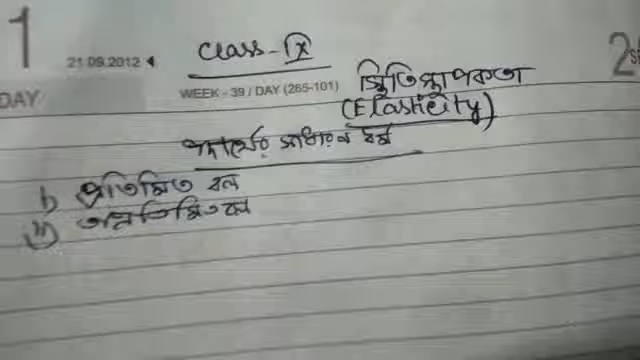 1
21.09.2012
Class - IX
2
DAY
WEEK - 39 / DAY (265-101)
স্থিতিস্থাপকতা
(Elasticity)
পদার্থের সাধারণ ধর্ম
i) প্রতিমিত বল
ii) অপ্রতিমিত বল